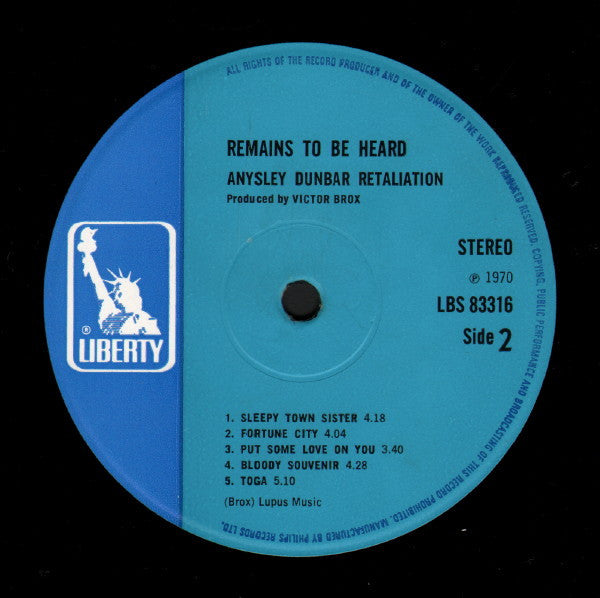 ALL RIGHTS OF THE RECORD PRODUCER AND OF THE OWNER OF THE WORK REPRODUCED RESERVED. COPYING, PUBLIC PERFORMANCE AND BROADCASTING OF THIS RECORD PROHIBITED. MANUFACTURED BY PHILIPS RECORDS LTD.
REMAINS TO BE HEARD
ANYSLEY DUNBAR RETALIATION
Produced by VICTOR BROX
STEREO
℗ 1970
LBS 83316
Side 2
® LIBERTY
1. SLEEPY TOWN SISTER 4.18
2. FORTUNE CITY 4.04
3. PUT SOME LOVE ON YOU 3.40
4. BLOODY SOUVENIR 4.28
5. TOGA 5.10
(Brox) Lupus Music